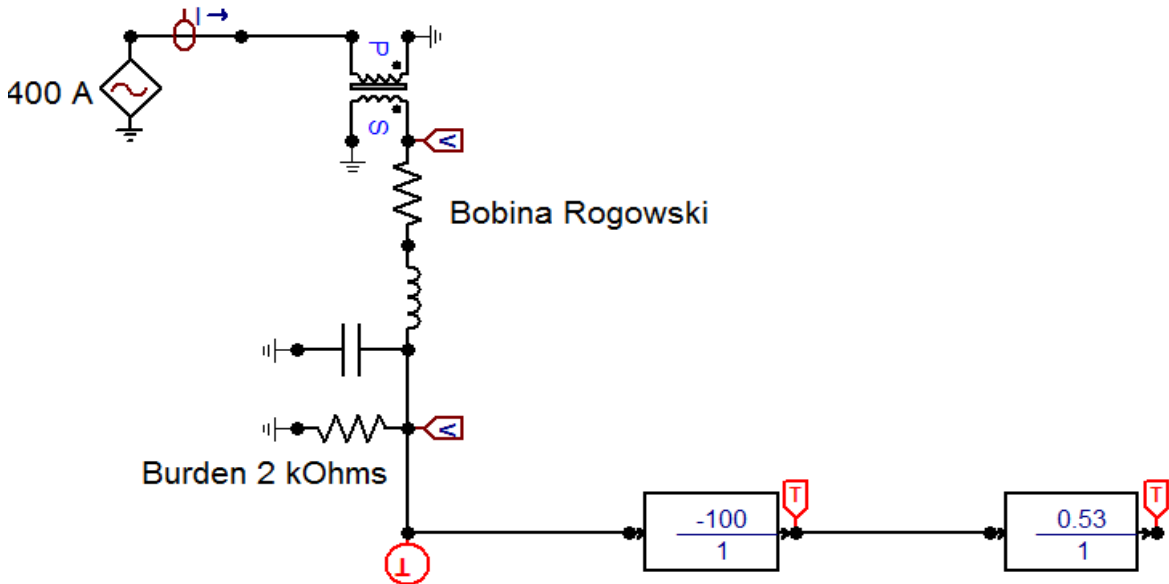 I
400 A
P
S
V
Bobina Rogowski
V
Burden 2 kOhms
T
-100
1
T
0.53
1
T